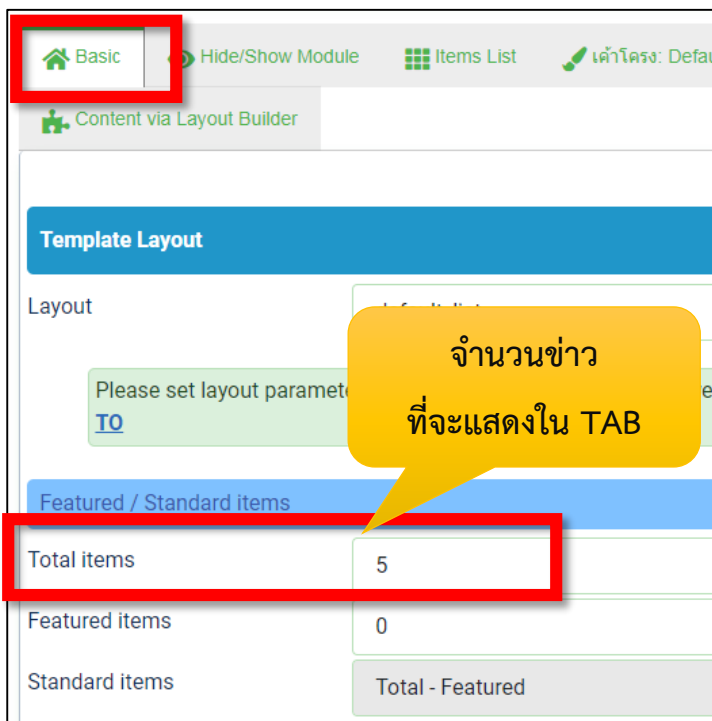 Basic
Hide/Show Module
Items List
เค้าโครง: Defau
Content via Layout Builder
Template Layout
Layout
จำนวนข่าว
ที่จะแสดงใน TAB
Please set layout paramet
TO
Featured / Standard items
Total items
5
Featured items
0
Standard items
Total - Featured